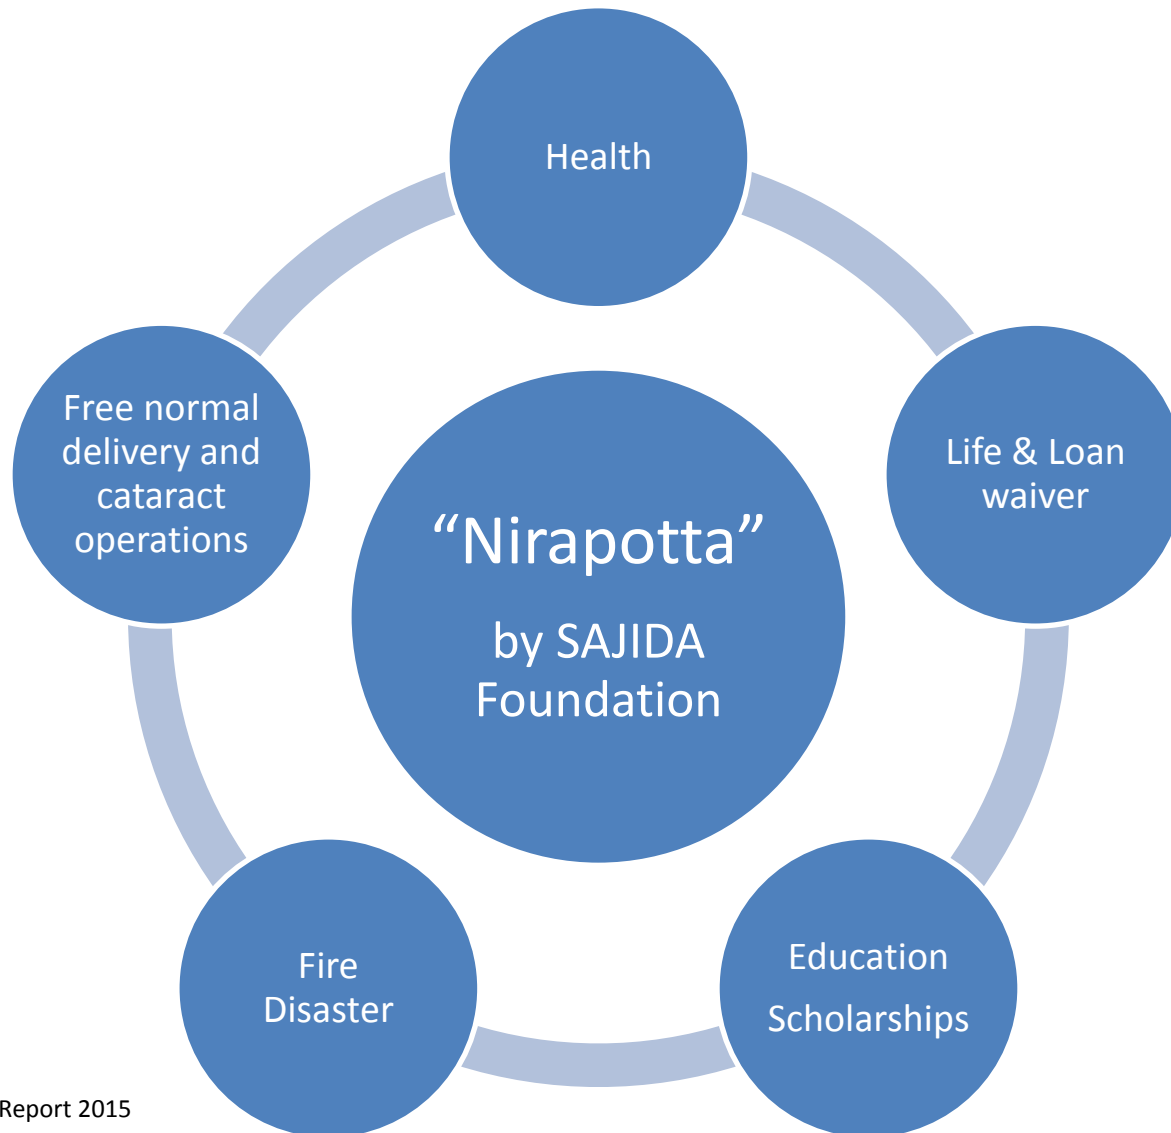 Health
Free normal
delivery and
cataract
operations
Life & Loan
waiver
“Nirapotta”
by SAJIDA
Foundation
Fire
Disaster
Education
Scholarships
Report 2015